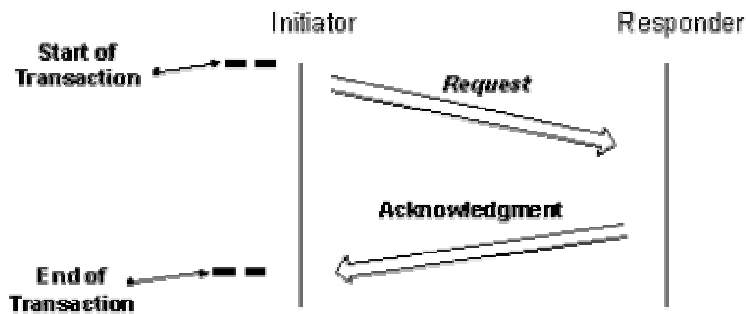 Initiator
Responder
Start of
Transaction
Request
Acknowledgment
End of
Transaction